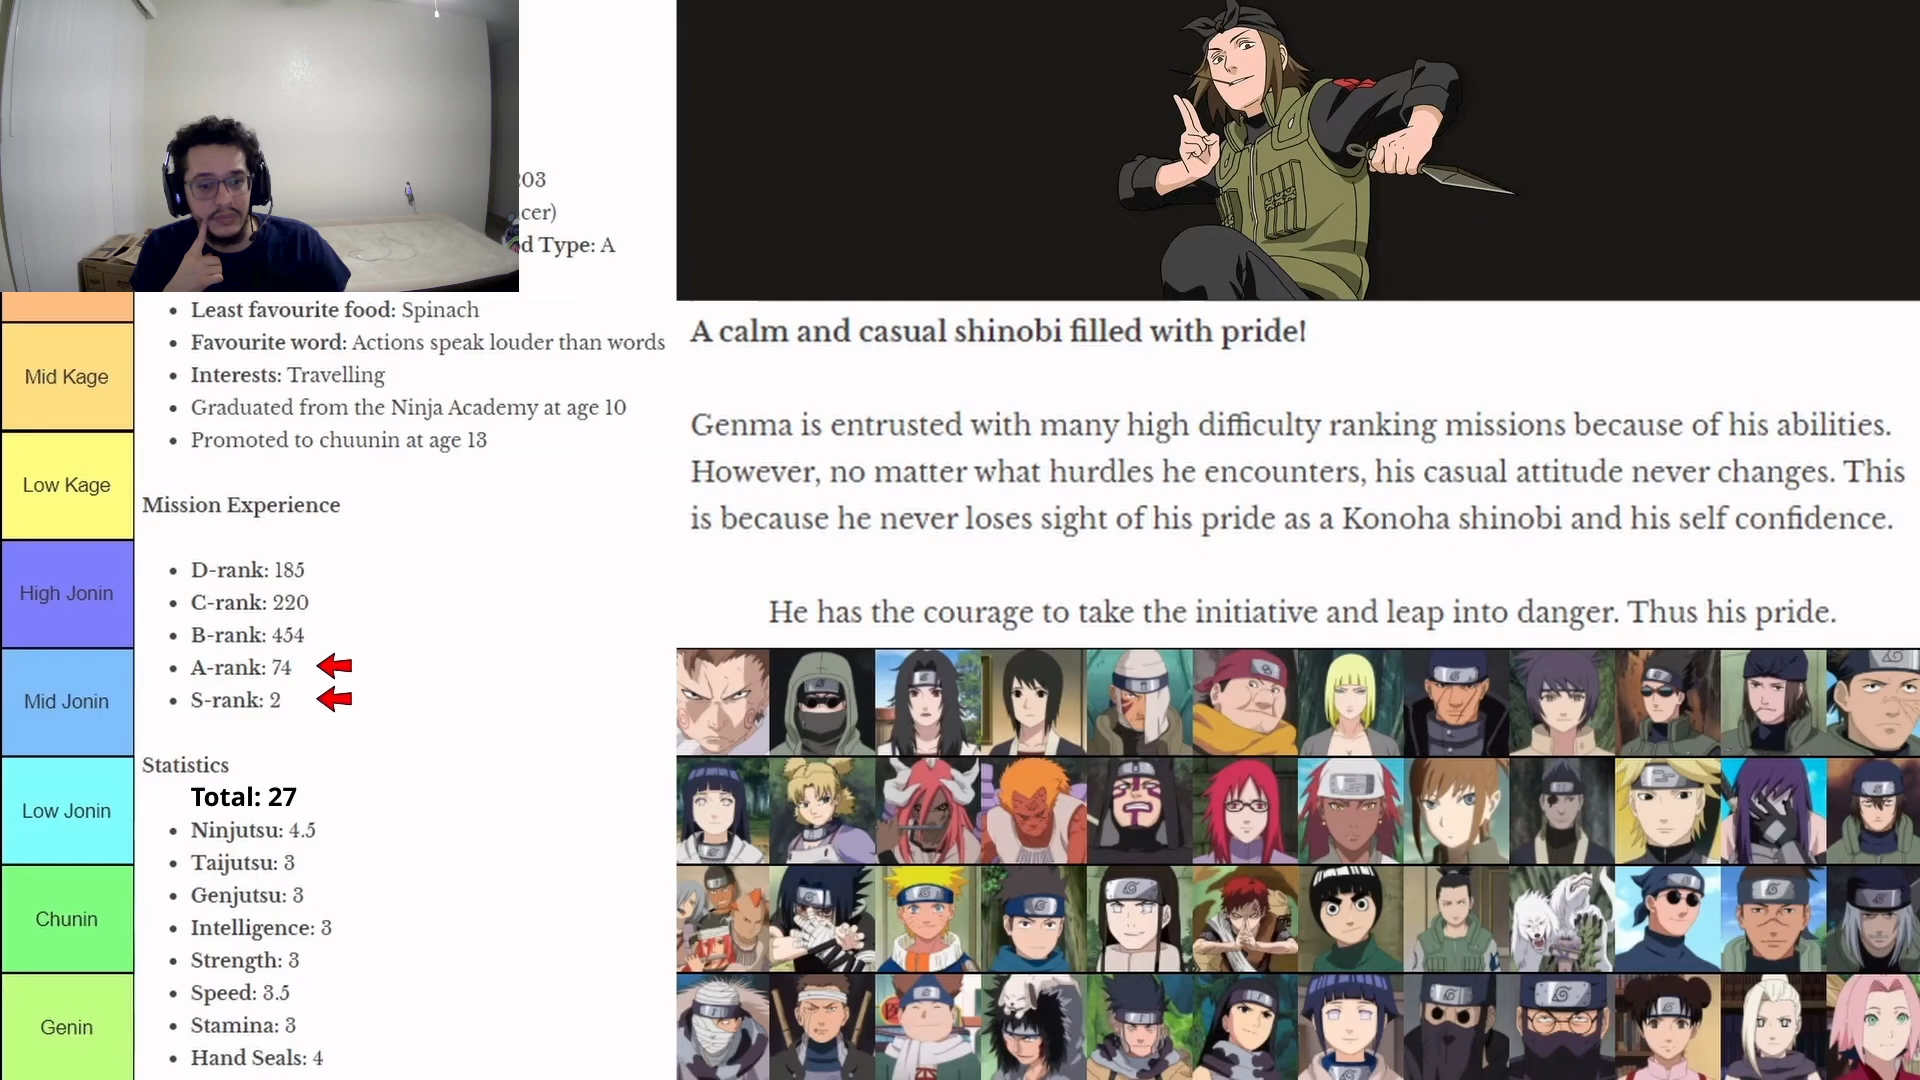 203
cer)
d Type: A
Least favourite food: Spinach
Favourite word: Actions speak louder than words
Interests: Travelling
Graduated from the Ninja Academy at age 10
Promoted to chuunin at age 13
Mission Experience
D-rank: 185
C-rank: 220
B-rank: 454
A-rank: 74
S-rank: 2
Statistics
Total: 27
Ninjutsu: 4.5
Taijutsu: 3
Genjutsu: 3
Intelligence: 3
Strength: 3
Speed: 3.5
Stamina: 3
Hand Seals: 4
Mid Kage
Low Kage
High Jonin
Mid Jonin
Low Jonin
Chunin
Genin
A calm and casual shinobi filled with pride!
Genma is entrusted with many high difficulty ranking missions because of his abilities.
However, no matter what hurdles he encounters, his casual attitude never changes. This
is because he never loses sight of his pride as a Konoha shinobi and his self confidence.
He has the courage to take the initiative and leap into danger. Thus his pride.